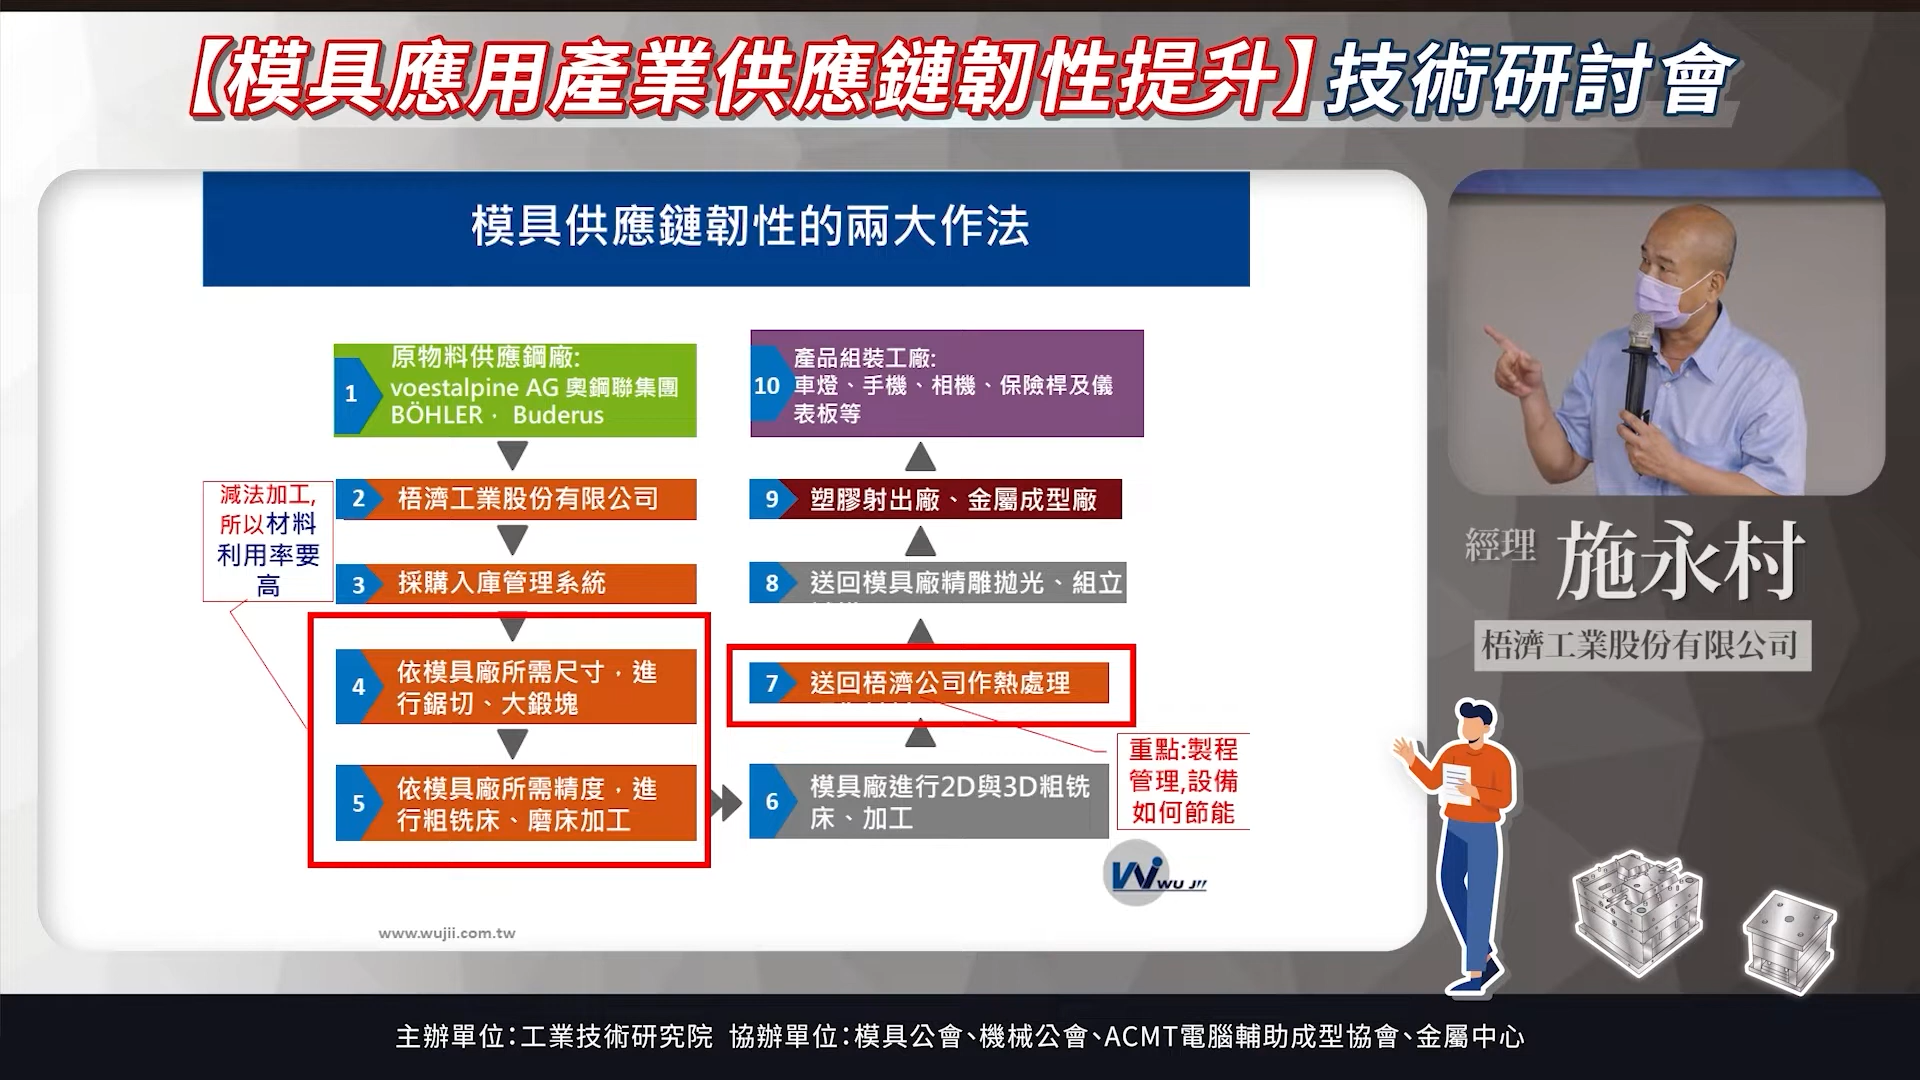 【模具應用產業供應鏈韌性提升】技術研討會
模具供應鏈韌性的兩大作法
1
原物料供應鋼廠:
voestalpine AG 奧鋼聯集團
BÖHLER， Buderus
減法加工,
所以材料
利用率要
高
2 梧濟工業股份有限公司
3 採購入庫管理系統
4
依模具廠所需尺寸，進
行鋸切、大鍛塊
5
依模具廠所需精度，進
行粗铣床、磨床加工
6
模具廠進行2D與3D粗铣
床、加工
7 送回梧濟公司作熱處理
重點:製程
管理,設備
如何節能
8 送回模具廠精雕拋光、組立
9 塑膠射出廠、金屬成型廠
10
產品組裝工廠:
車燈、手機、相機、保險桿及儀
表板等
WU JII
www.wujii.com.tw
經理 施永村
梧濟工業股份有限公司
主辦單位：工業技術研究院 協辦單位：模具公會、機械公會、ACMT電腦輔助成型協會、金屬中心